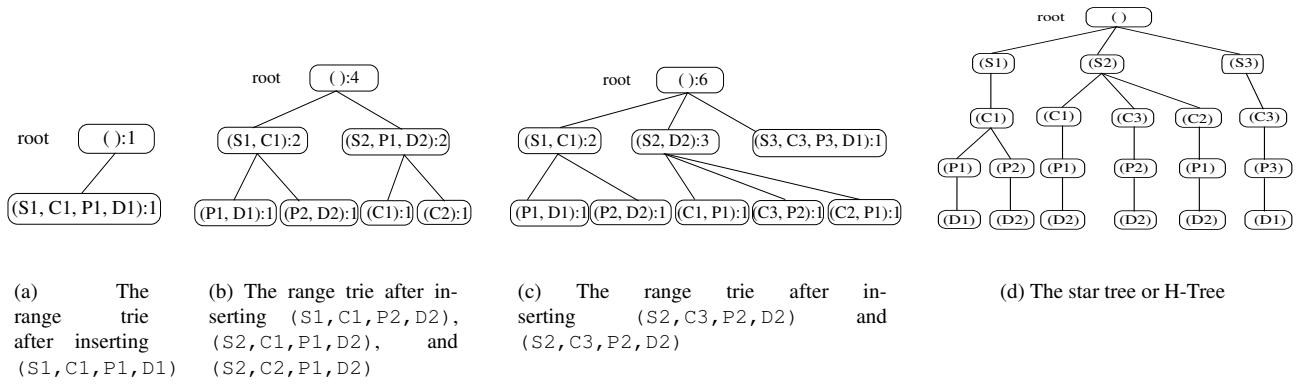 root ( ):1
(S1, C1, P1, D1):1
(a) The
range trie
after inserting
(S1,C1,P1,D1)
root ( ):4
(S1, C1):2 (S2, P1, D2):2
(P1, D1):1 (P2, D2):1 (C1):1 (C2):1
(b) The range trie after in-
serting (S1,C1,P2,D2),
(S2,C1,P1,D2), and
(S2,C2,P1,D2)
root ( ):6
(S1, C1):2 (S2, D2):3 (S3, C3, P3, D1):1
(P1, D1):1 (P2, D2):1 (C1, P1):1 (C3, P2):1 (C2, P1):1
(c) The range trie after in-
serting (S2,C3,P2,D2) and
(S2,C3,P2,D2)
root ( )
(S1) (S2) (S3)
(C1) (C1) (C3) (C2) (C3)
(P1) (P2) (P1) (P2) (P1) (P3)
(D1) (D2) (D2) (D2) (D2) (D1)
(d) The star tree or H-Tree